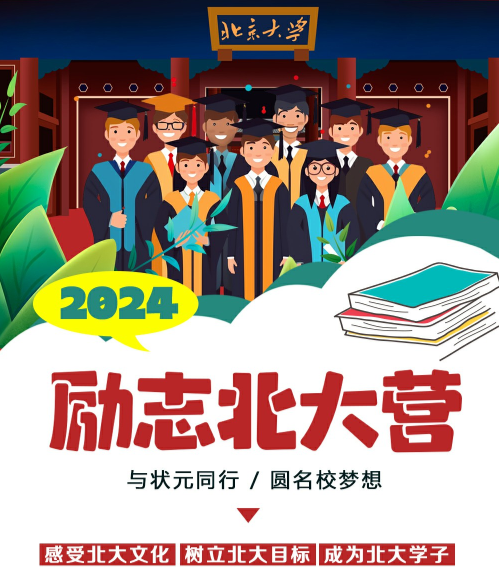 北京大学
2024
励志北大营
与状元同行 / 圆名校梦想
感受北大文化 树立北大目标 成为北大学子